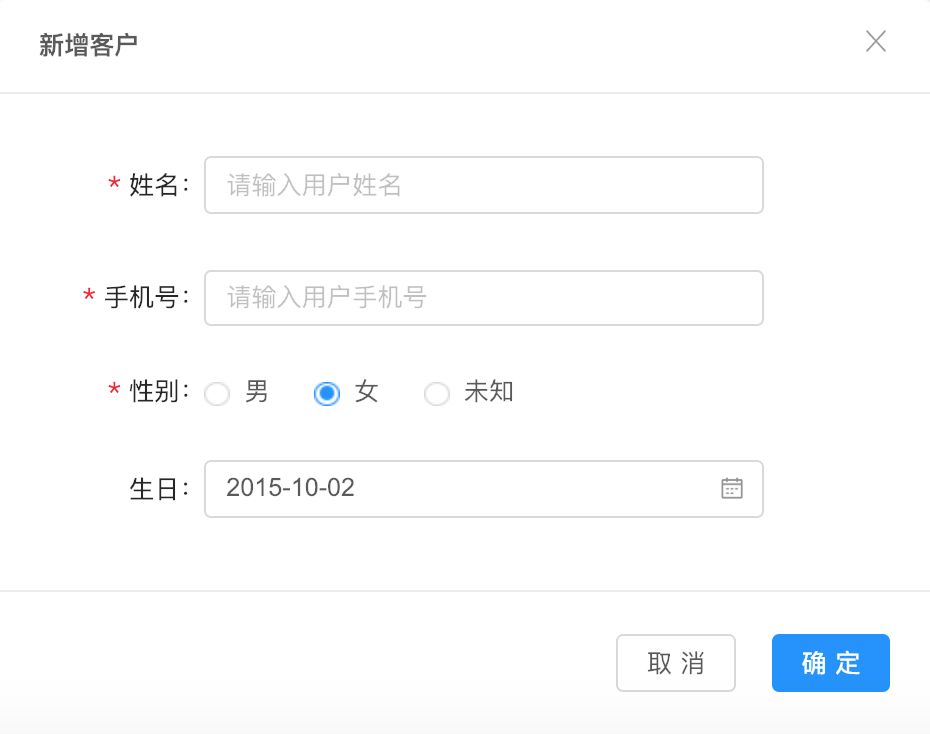 新增客户
* 姓名: 请输入用户姓名
* 手机号: 请输入用户手机号
* 性别: 男 女 未知
生日: 2015-10-02
取 消 确 定